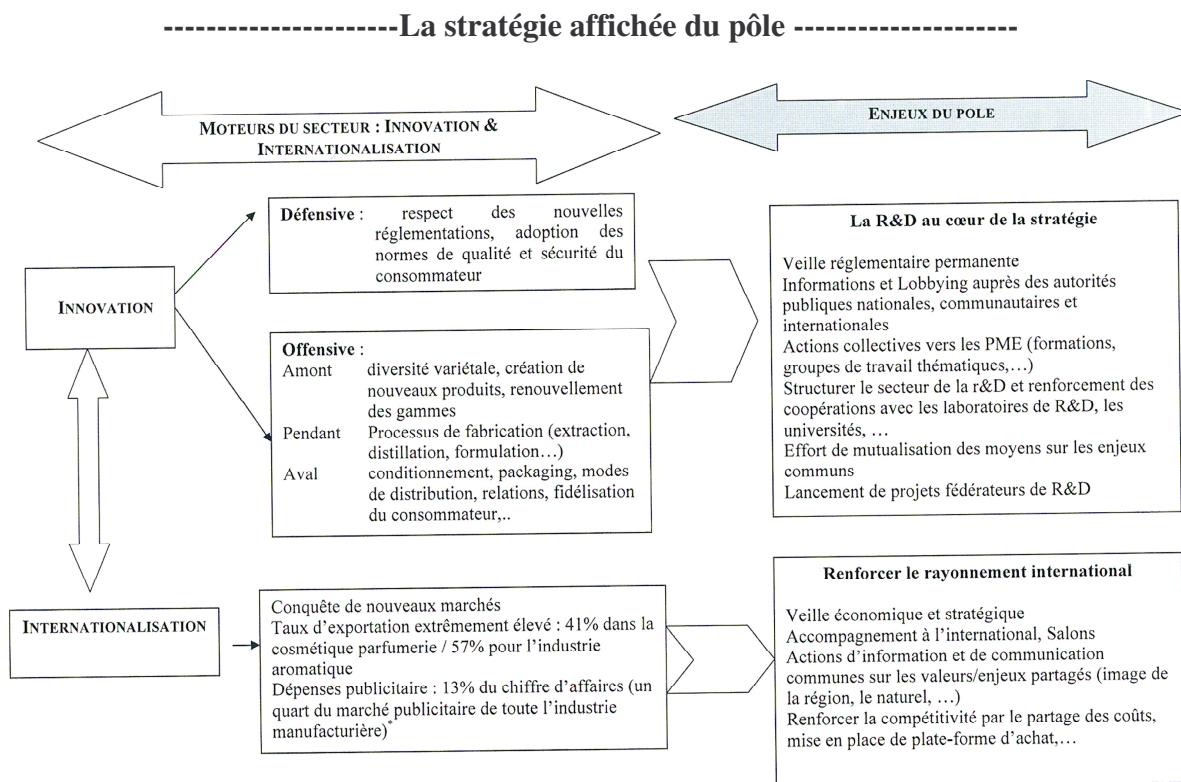 ----------------------La stratégie affichée du pôle ---------------------
MOTEURS DU SECTEUR : INNOVATION &
INTERNATIONALISATION
ENJEUX DU POLE
INNOVATION
Défensive : respect des nouvelles
réglementations, adoption des
normes de qualité et sécurité du
consommateur
Offensive :
Amont diversité variétale, création de
nouveaux produits, renouvellement
des gammes
Pendant Processus de fabrication (extraction,
distillation, formulation…)
Aval conditionnement, packaging, modes
de distribution, relations, fidélisation
du consommateur,..
La R&D au cœur de la stratégie
Veille réglementaire permanente
Informations et Lobbying auprès des autorités
publiques nationales, communautaires et
internationales
Actions collectives vers les PME (formations,
groupes de travail thématiques,…)
Structurer le secteur de la r&D et renforcement des
coopérations avec les laboratoires de R&D, les
universités, …
Effort de mutualisation des moyens sur les enjeux
communs
Lancement de projets fédérateurs de R&D
INTERNATIONALISATION
Conquête de nouveaux marchés
Taux d'exportation extrêmement élevé : 41% dans la
cosmétique parfumerie / 57% pour l'industrie
aromatique
Dépenses publicitaire : 13% du chiffre d'affaires (un
quart du marché publicitaire de toute l'industrie
manufacturière)*
Renforcer le rayonnement international
Veille économique et stratégique
Accompagnement à l'international, Salons
Actions d'information et de communication
communes sur les valeurs/enjeux partagés (image de
la région, le naturel, …)
Renforcer la compétitivité par le partage des coûts,
mise en place de plate-forme d'achat,…